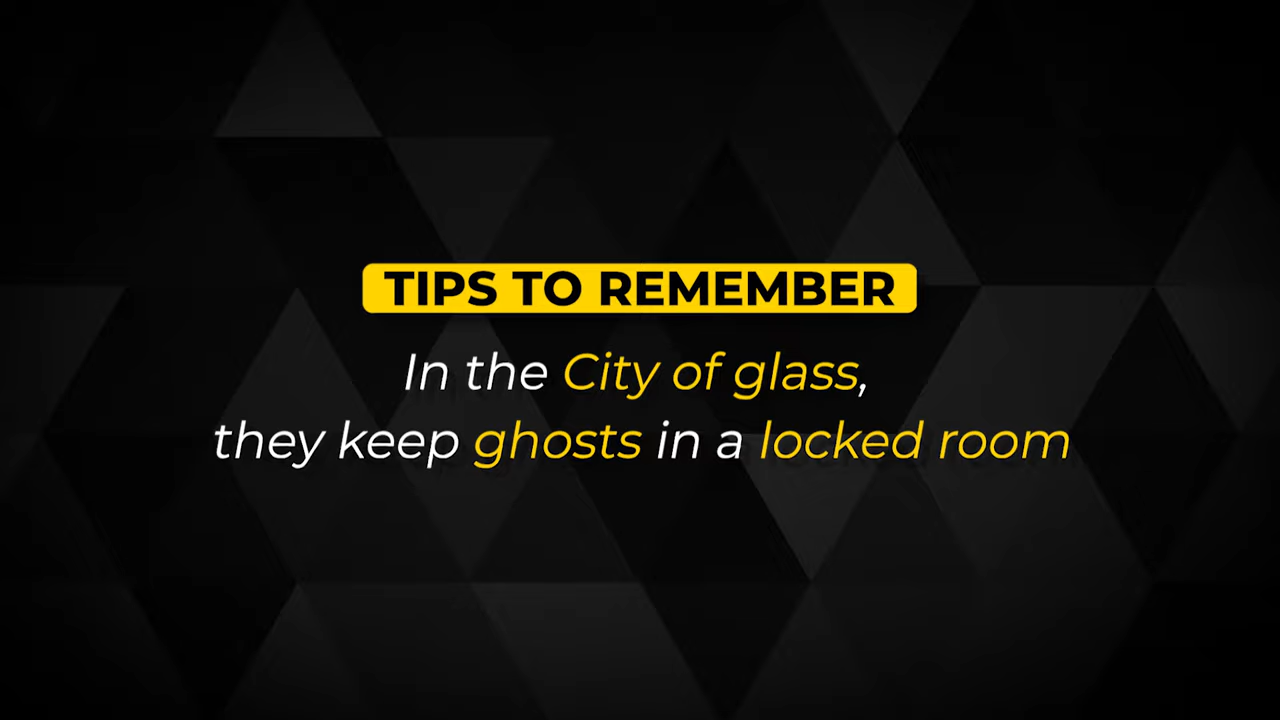 TIPS TO REMEMBER
In the City of glass,
they keep ghosts in a locked room